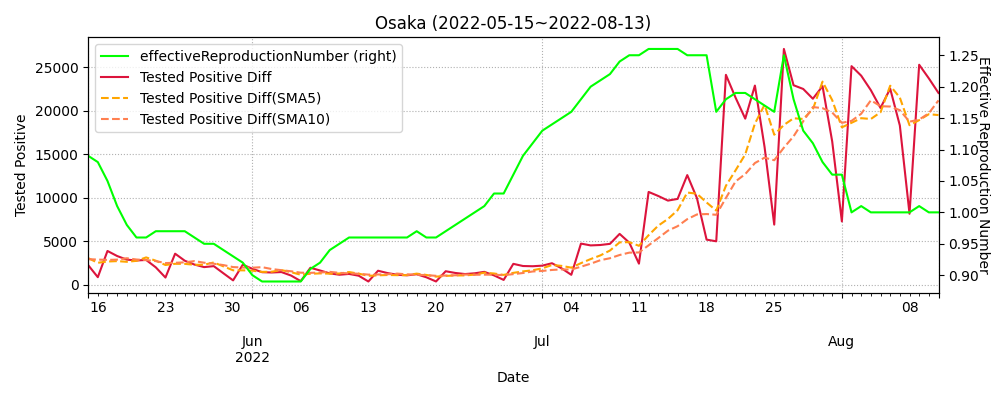 Osaka (2022-05-15~2022-08-13)
effectiveReproductionNumber (right)
Tested Positive Diff
Tested Positive Diff(SMA5)
Tested Positive Diff(SMA10)
Tested Positive
25000
20000
15000
10000
5000
0
1.25
1.20
1.15
1.10
1.05
1.00
0.95
0.90
Effective Reproduction Number
16 23 06 13 20 27 04 11 18 25 08
Jun Jul Aug
2022
Date